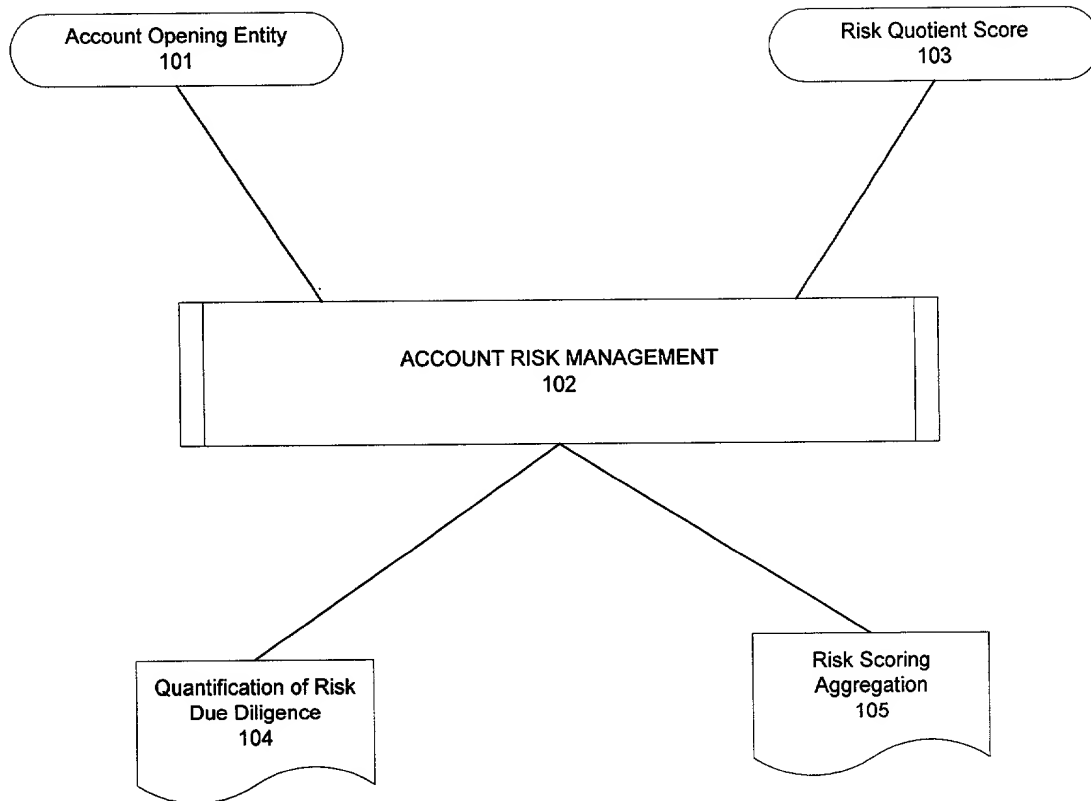 Account Opening Entity
101
Risk Quotient Score
103
ACCOUNT RISK MANAGEMENT
102
Quantification of Risk
Due Diligence
104
Risk Scoring
Aggregation
105